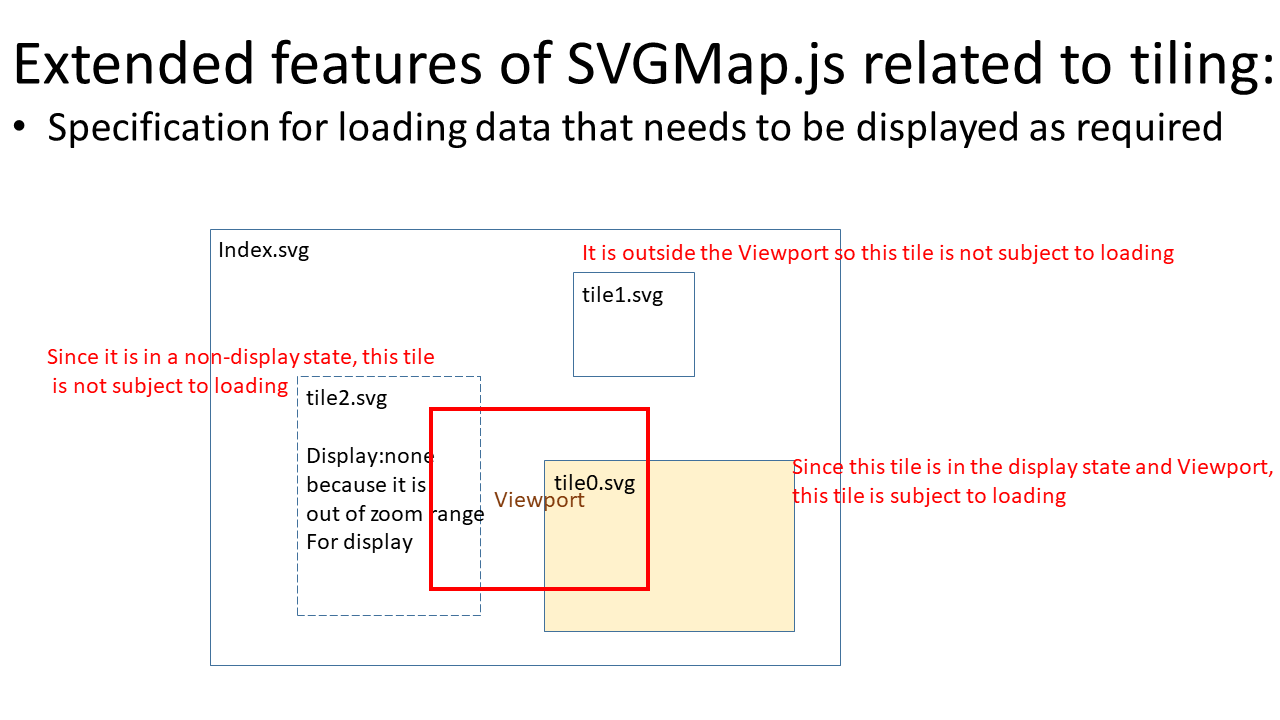 Extended features of SVGMap.js related to tiling:
• Specification for loading data that needs to be displayed as required
Index.svg
It is outside the Viewport so this tile is not subject to loading
tile1.svg
Since it is in a non-display state, this tile
is not subject to loading
tile2.svg
Display:none
because it is
out of zoom range
For display
Viewport
tile0.svg
Since this tile is in the display state and Viewport,
this tile is subject to loading